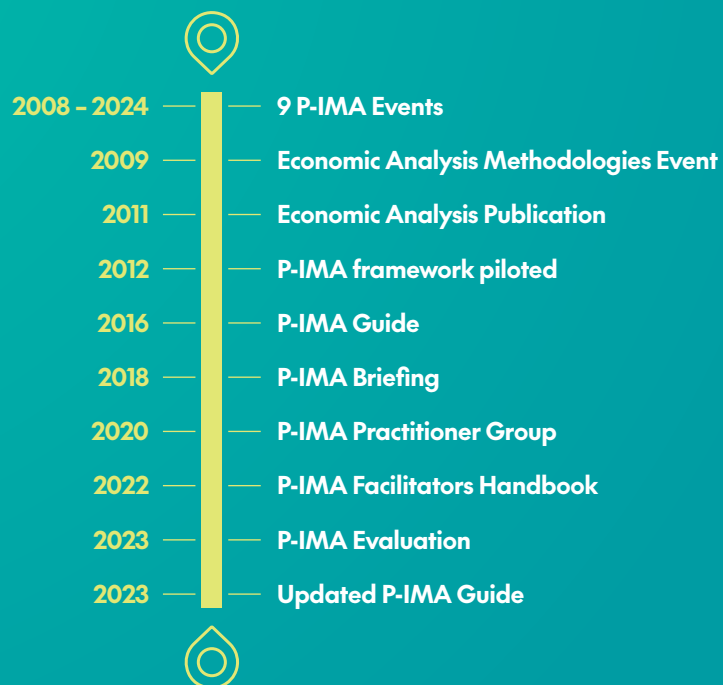 2008 – 2024 9 P-IMA Events
2009 Economic Analysis Methodologies Event
2011 Economic Analysis Publication
2012 P-IMA framework piloted
2016 P-IMA Guide
2018 P-IMA Briefing
2020 P-IMA Practitioner Group
2022 P-IMA Facilitators Handbook
2023 P-IMA Evaluation
2023 Updated P-IMA Guide